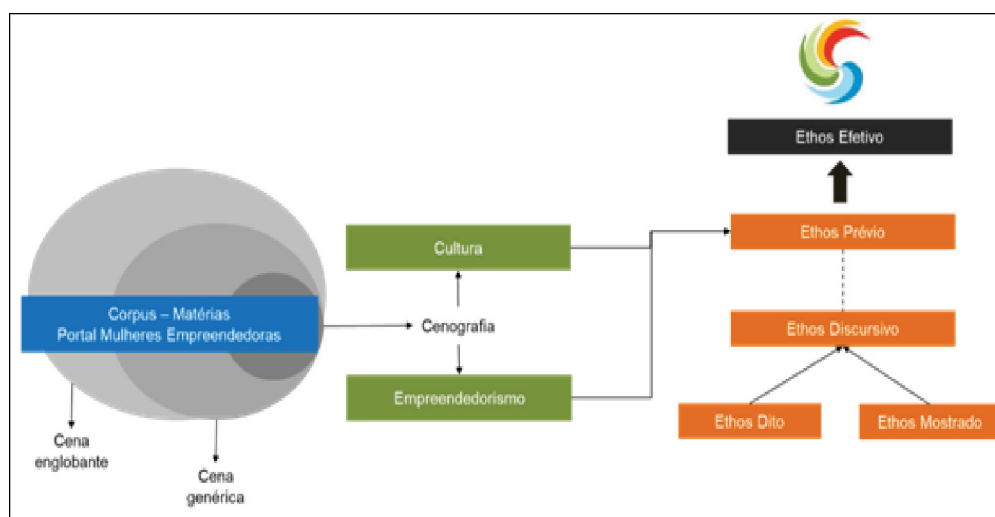 Ethos Efetivo
Cultura
Ethos Prévio
Corpus – Matérias
Portal Mulheres Empreendedoras
Cenografia
Ethos Discursivo
Empreendedorismo
Ethos Dito
Ethos Mostrado
Cena
englobante
Cena
genérica